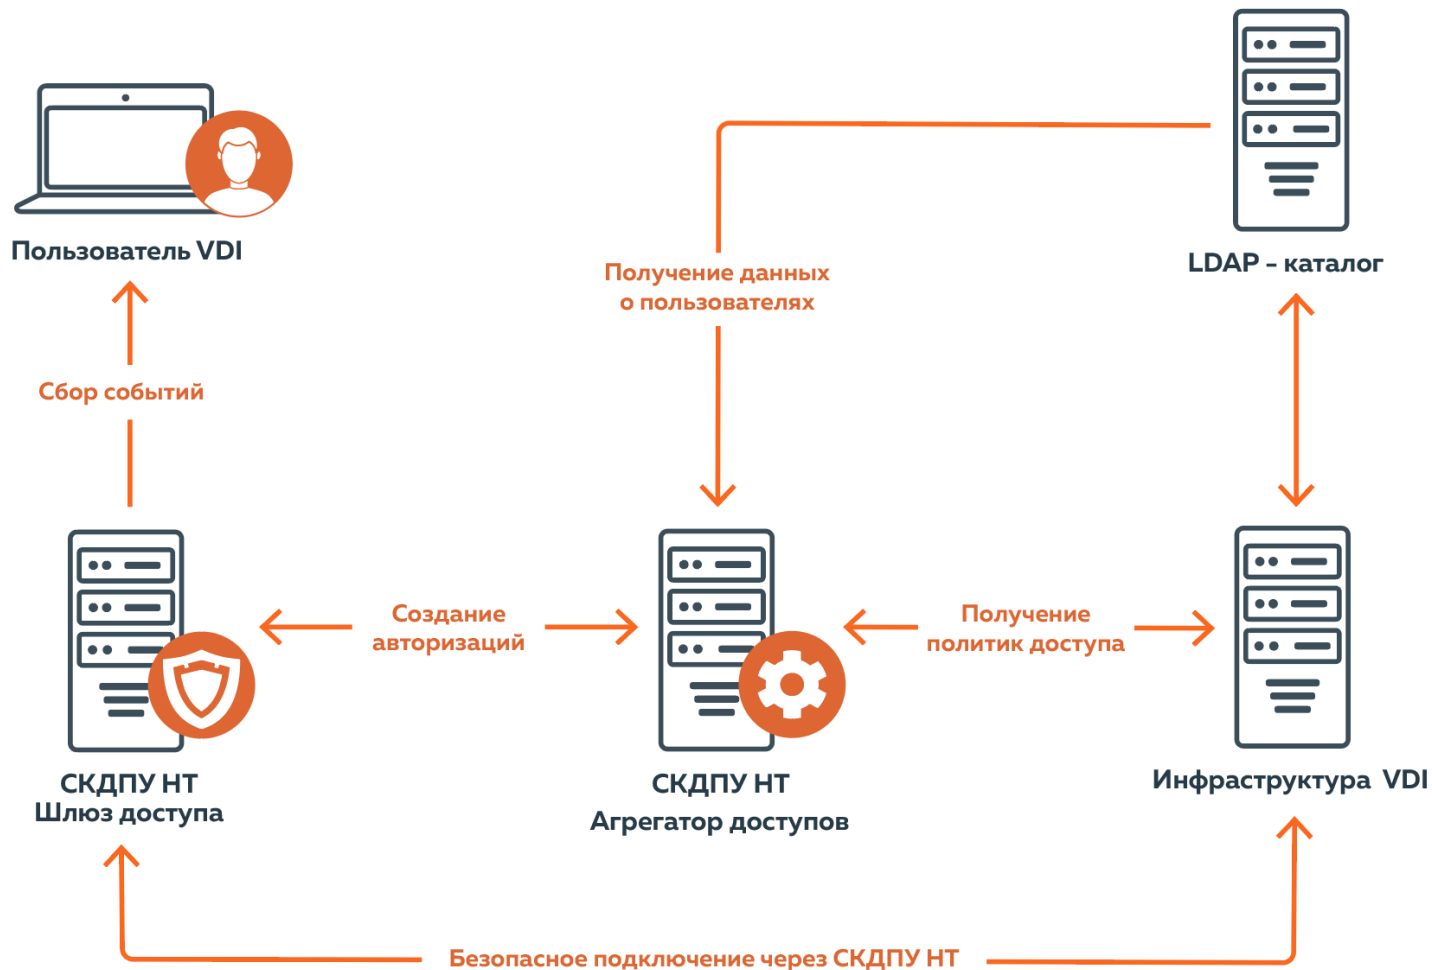 Пользователь VDI
LDAP - каталог
Получение данных
о пользователях
Сбор событий
Создание
авторизаций
Получение
политик доступа
СКДПУ НТ
Шлюз доступа
СКДПУ НТ
Агрегатор доступов
Инфраструктура VDI
Безопасное подключение через СКДПУ НТ